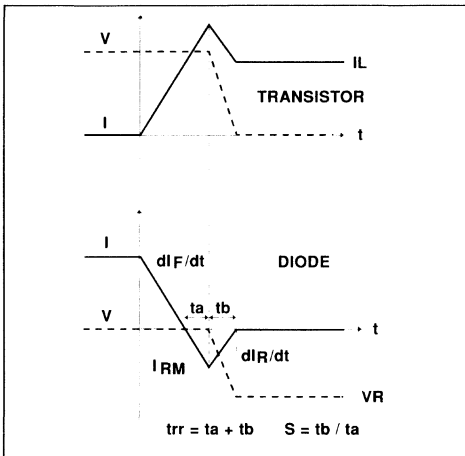 V
IL
TRANSISTOR
I
t
I
dIF/dt
DIODE
ta tb
V
t
IRM
dIR/dt
VR
trr = ta + tb S = tb / ta